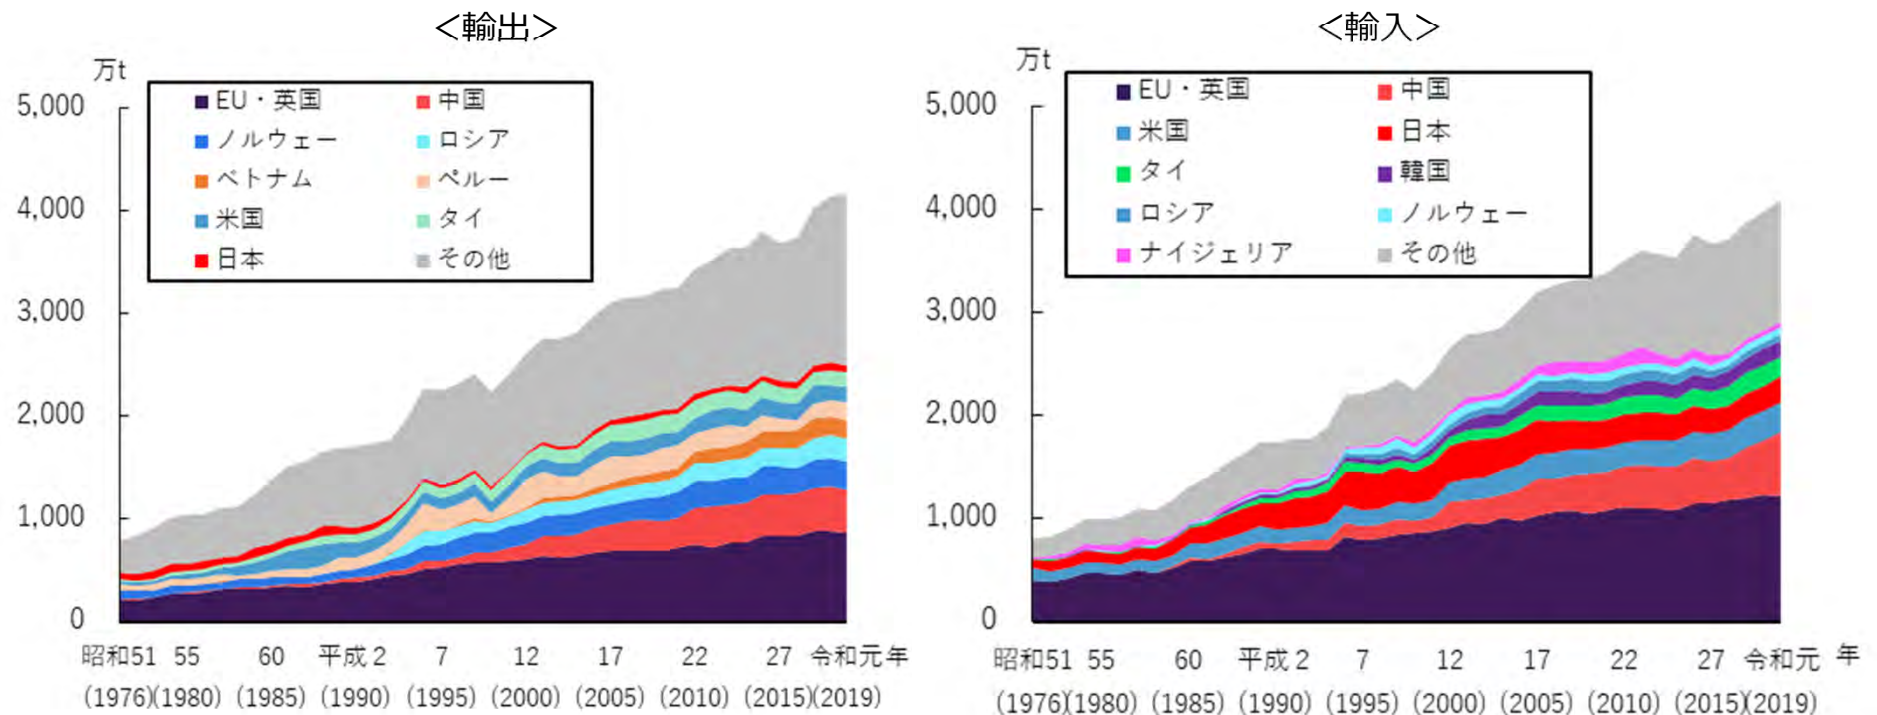 ＜輸出＞
万t
5,000
4,000
3,000
2,000
1,000
0
EU・英国 中国
ノルウェー ロシア
ベトナム ペルー
米国 タイ
日本 その他
昭和51 55 60 平成2 7 12 17 22 27 令和元年
(1976)(1980) (1985) (1990) (1995) (2000) (2005) (2010) (2015)(2019)
＜輸入＞
万t
5,000
4,000
3,000
2,000
1,000
0
EU・英国 中国
米国 日本
タイ 韓国
ロシア ノルウェー
ナイジェリア その他
昭和51 55 60 平成2 7 12 17 22 27 令和元 年
(1976)(1980) (1985) (1990) (1995) (2000) (2005) (2010) (2015)(2019)